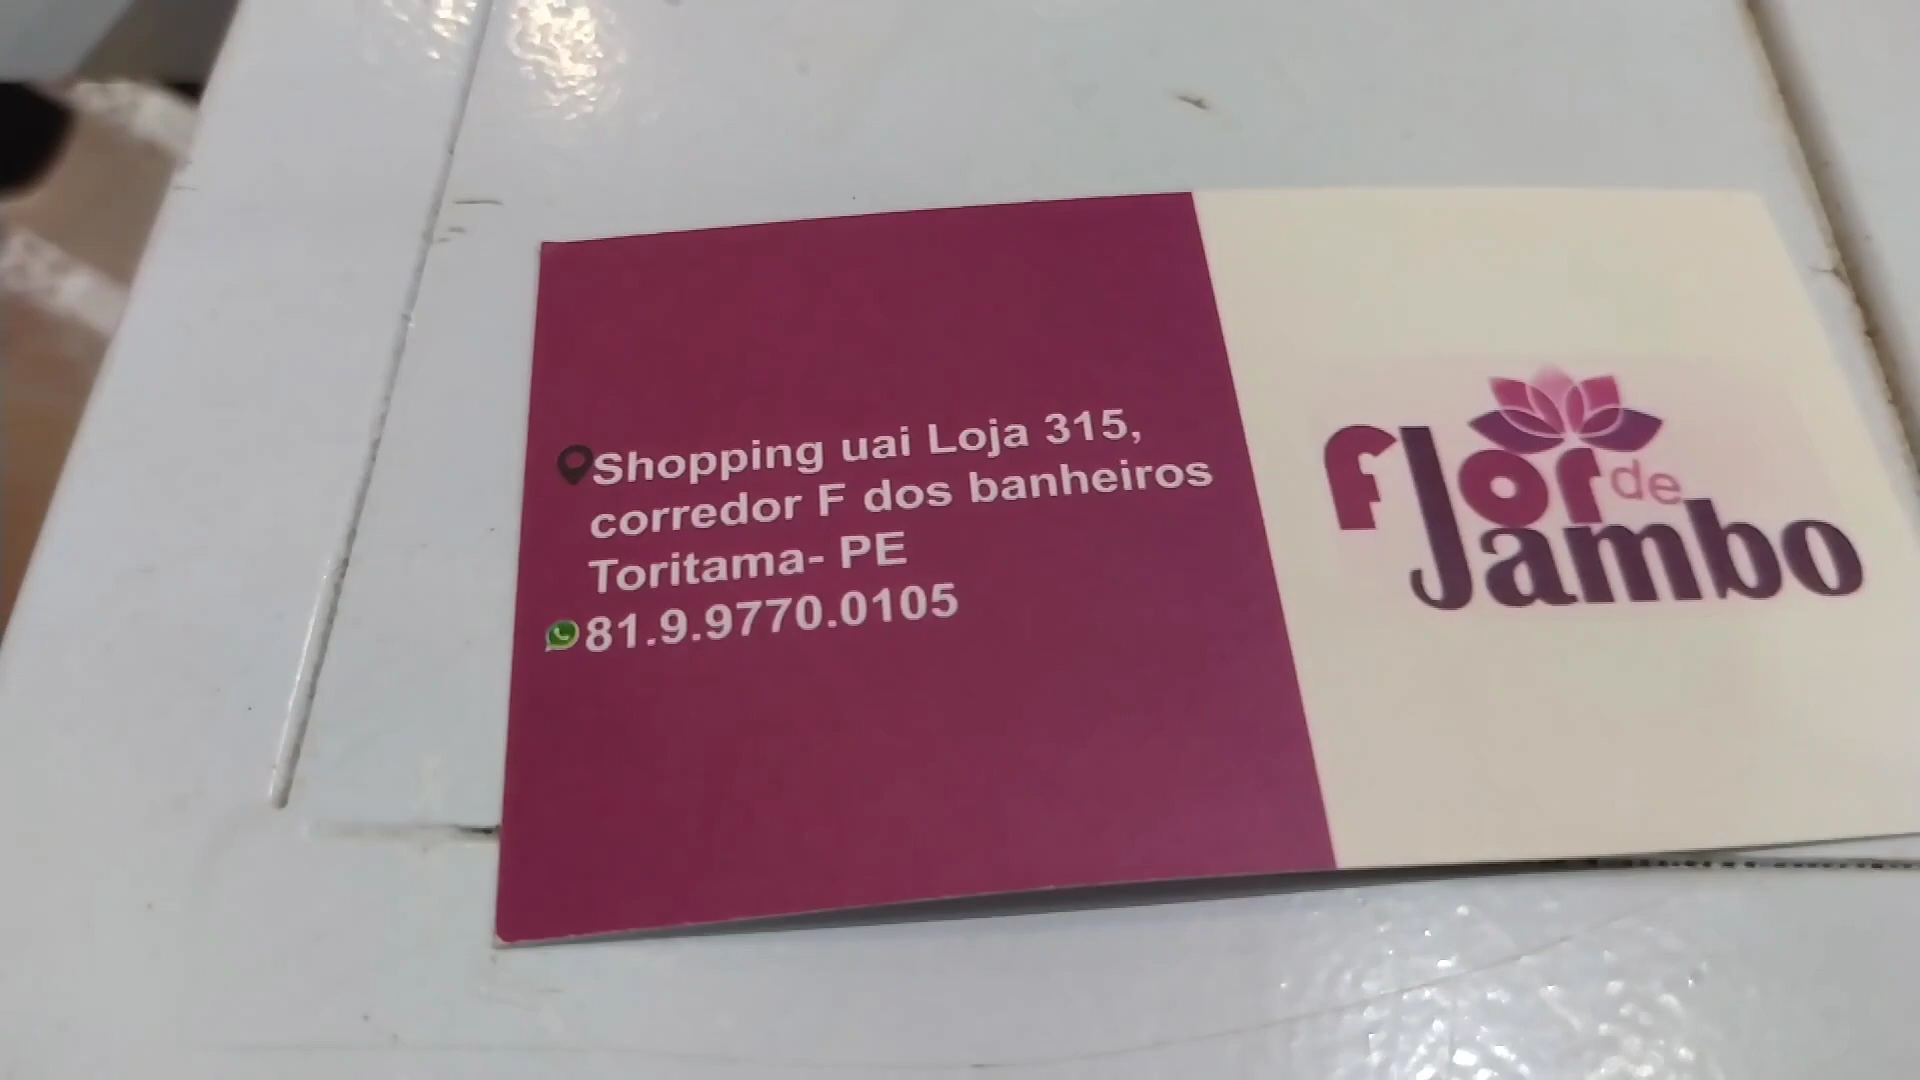 Shopping uai Loja 315,
corredor F dos banheiros
Toritama- PE
81.9.9770.0105
Flor de
Jambo